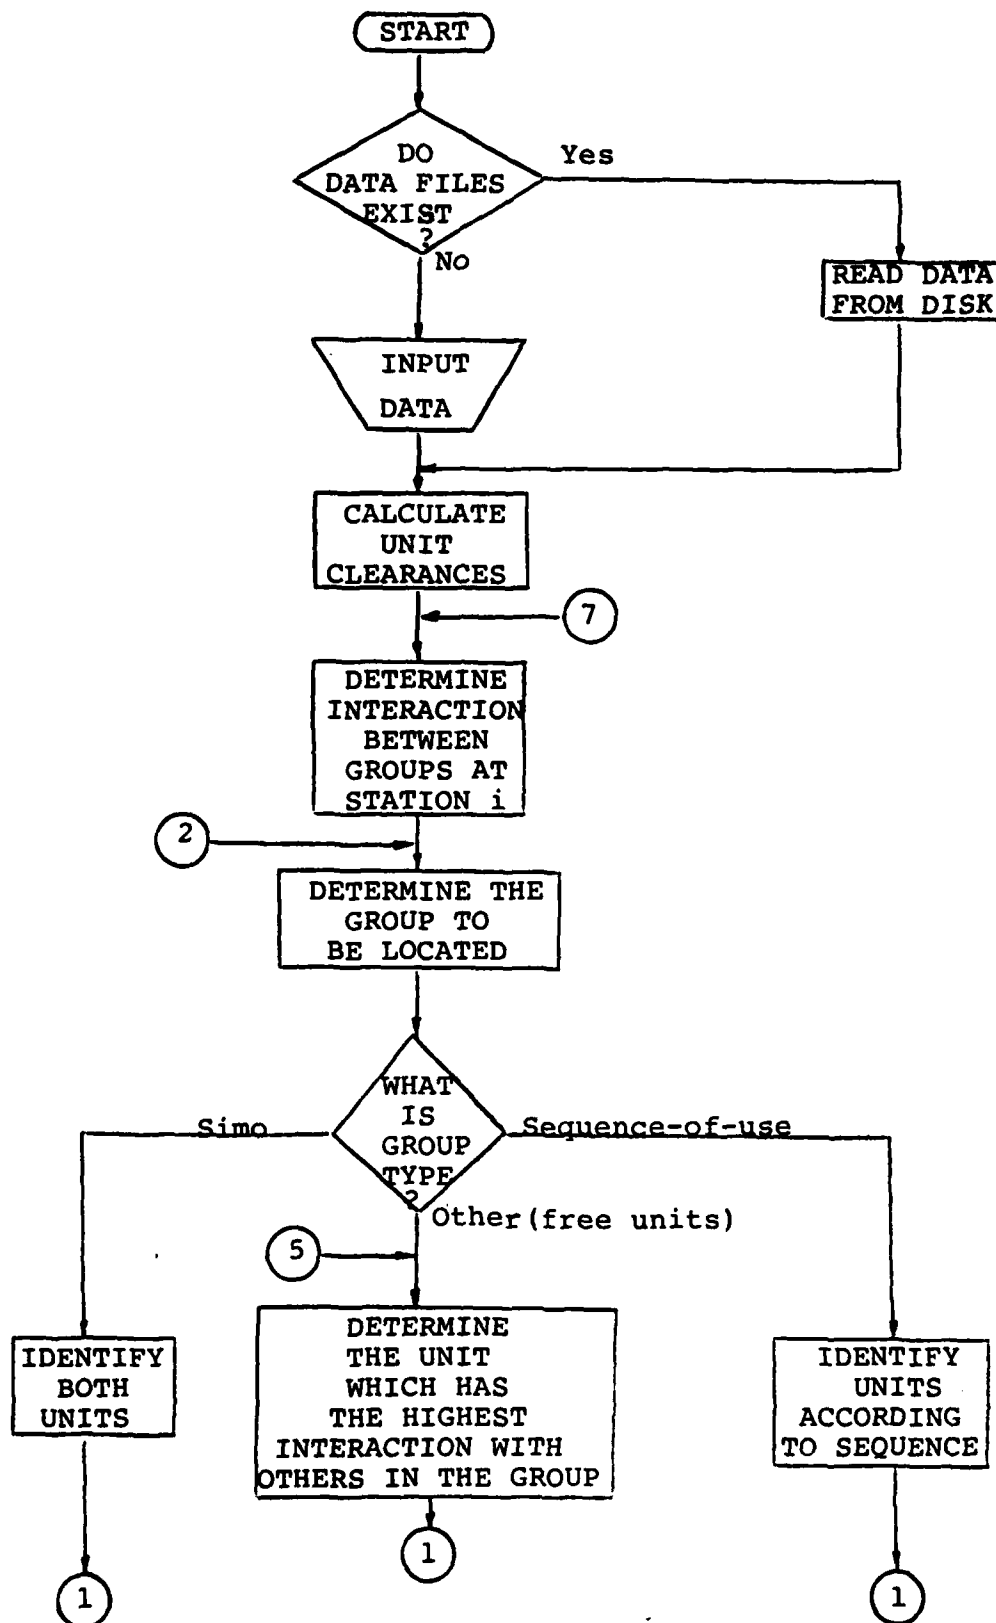 START
DO
DATA FILES
EXIST
?
Yes
No
READ DATA
FROM DISK
INPUT
DATA
CALCULATE
UNIT
CLEARANCES
7
DETERMINE
INTERACTION
BETWEEN
GROUPS AT
STATION i
2
DETERMINE THE
GROUP TO
BE LOCATED
WHAT
IS
GROUP
TYPE
?
Simo
Sequence-of-use
Other(free units)
5
IDENTIFY
BOTH
UNITS
DETERMINE
THE UNIT
WHICH HAS
THE HIGHEST
INTERACTION WITH
OTHERS IN THE GROUP
IDENTIFY
UNITS
ACCORDING
TO SEQUENCE
1
1
1